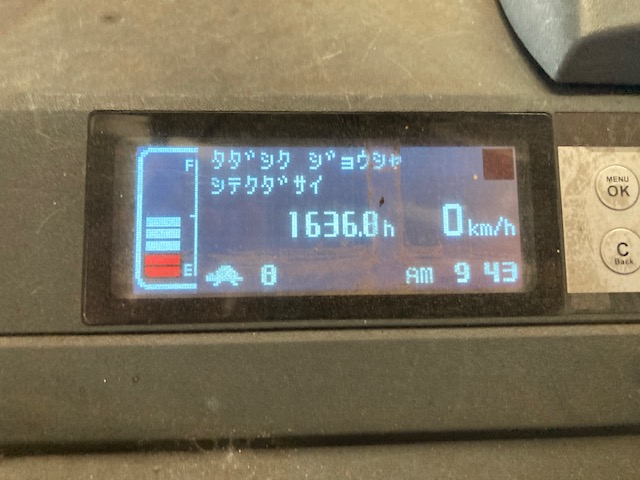 F
タダシク ジョウシャ
シテクダサイ
1636.8h
0km/h
E
8
AM 9 43
MENU
OK
C
Back